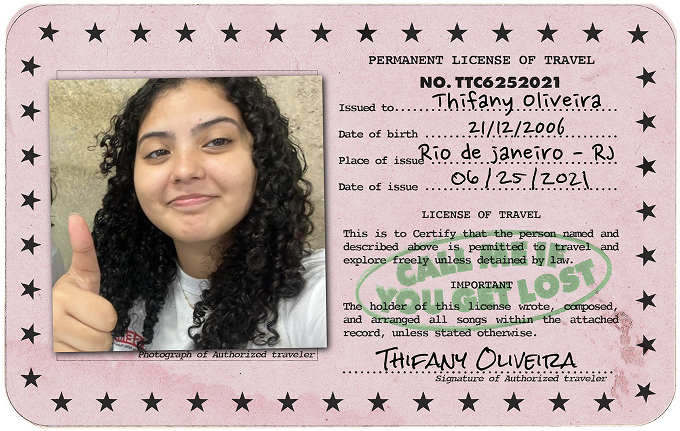 PERMANENT LICENSE OF TRAVEL
NO. TTC6252021
Issued to Thifany Oliveira
Date of birth 21/12/2006
Place of issue Rio de janeiro - RJ
Date of issue 06/25/2021
LICENSE OF TRAVEL
This is to Certify that the person named and
described above is permitted to travel and
explore freely unless detained by law.
CALL ME IF
YOU GET LOST
IMPORTANT
The holder of this license wrote, composed,
and arranged all songs within the attached
record, unless stated otherwise.
THIFANY OLIVEIRA
Signature of Authorized traveler
Photograph of Authorized traveler